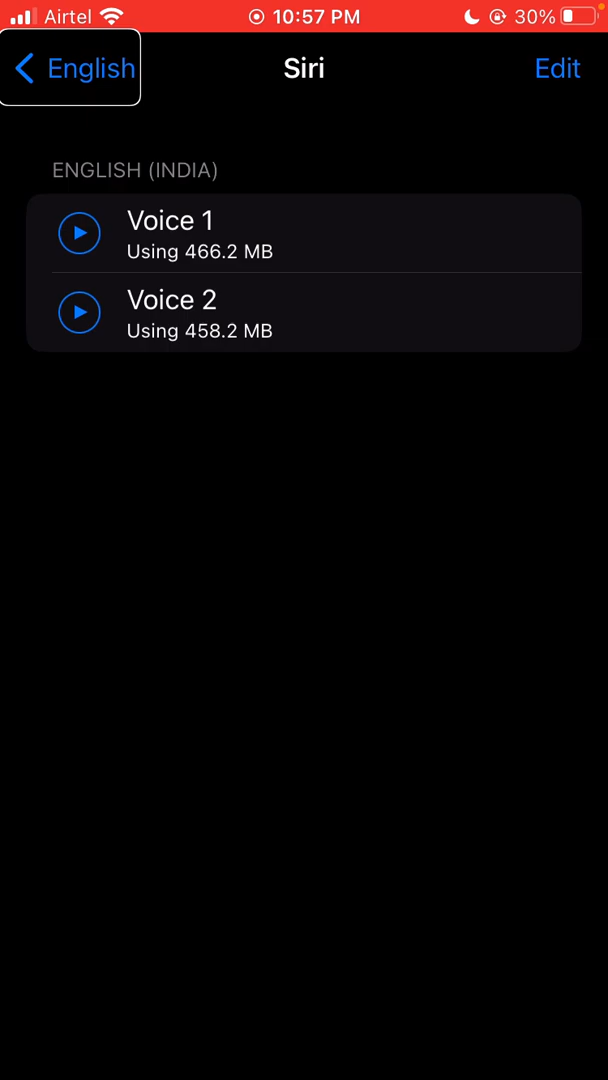 Airtel 10:57 PM 30%
English Siri Edit
ENGLISH (INDIA)
Voice 1
Using 466.2 MB
Voice 2
Using 458.2 MB